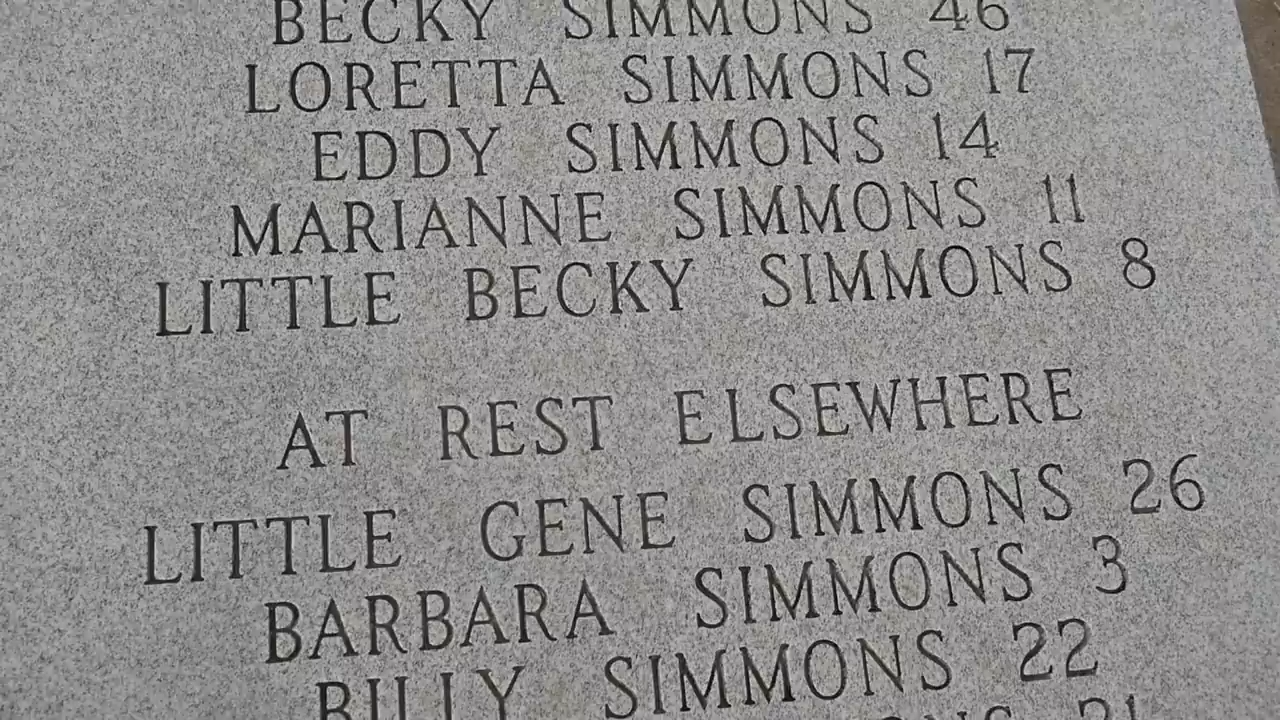 BECKY SIMMONS 46
LORETTA SIMMONS 17
EDDY SIMMONS 14
MARIANNE SIMMONS 11
LITTLE BECKY SIMMONS 8
AT REST ELSEWHERE
LITTLE GENE SIMMONS 26
BARBARA SIMMONS 3
BILLY SIMMONS 22
21